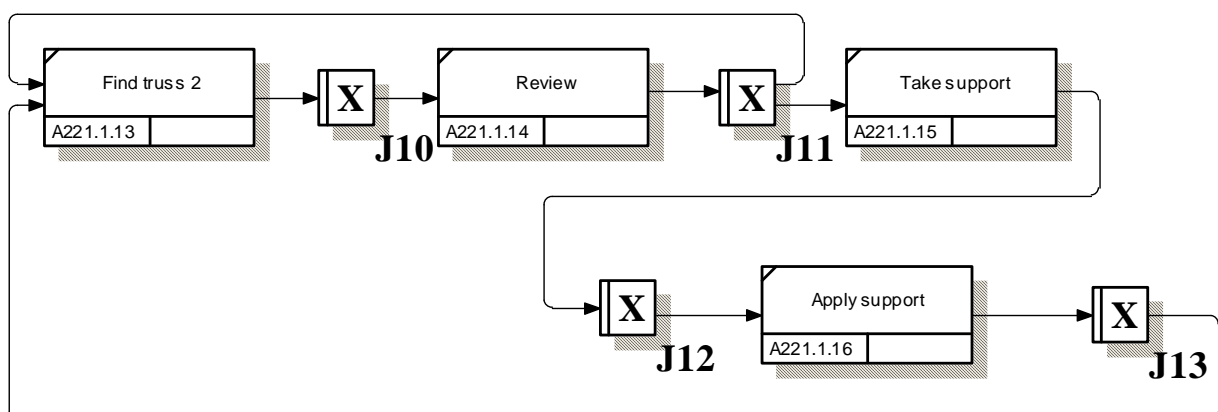 Find truss 2
X
Review
X
Take support
A221.1.13
J10
A221.1.14
J11
A221.1.15
X
Apply support
X
J12
A221.1.16
J13